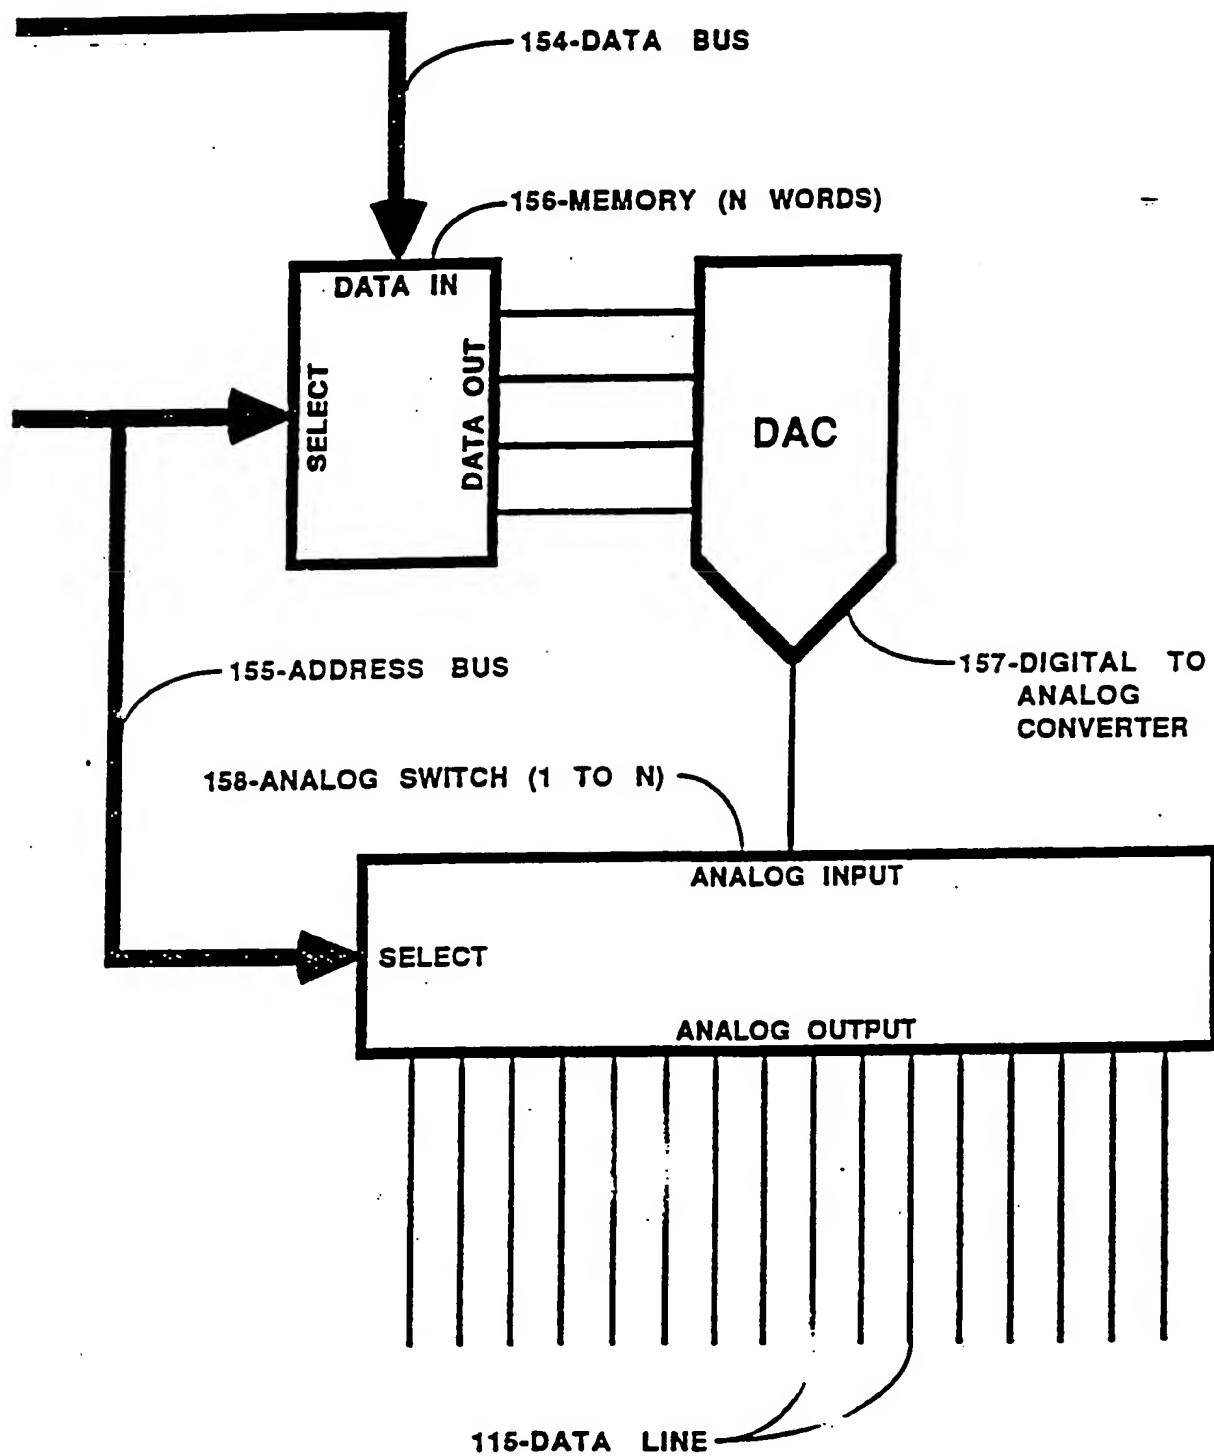 154-DATA BUS
156-MEMORY (N WORDS)
DATA IN
SELECT
DATA OUT
DAC
155-ADDRESS BUS
157-DIGITAL TO
ANALOG
CONVERTER
158-ANALOG SWITCH (1 TO N)
ANALOG INPUT
SELECT
ANALOG OUTPUT
115-DATA LINE